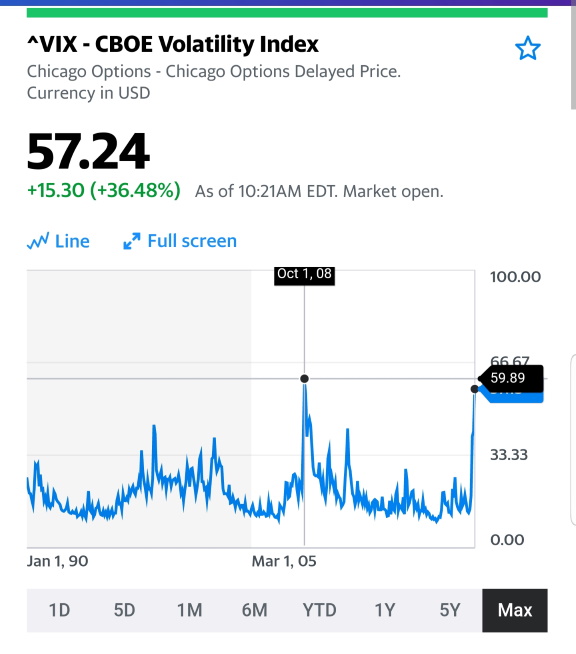 ^VIX - CBOE Volatility Index
Chicago Options - Chicago Options Delayed Price.
Currency in USD
57.24
+15.30 (+36.48%) As of 10:21AM EDT. Market open.
Line Full screen
Oct 1, 08
100.00
66.67
59.89
33.33
0.00
Jan 1, 90 Mar 1, 05
1D 5D 1M 6M YTD 1Y 5Y Max